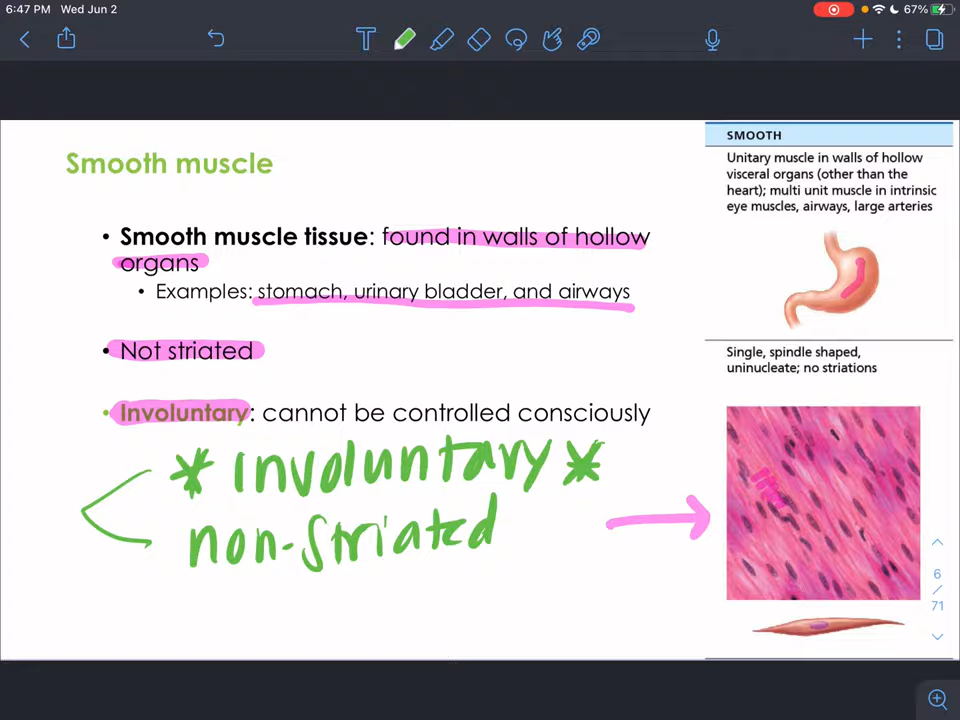 6:47 PM Wed Jun 2
67%
Smooth muscle
• Smooth muscle tissue: found in walls of hollow
organs
• Examples: stomach, urinary bladder, and airways
• Not striated
• Involuntary: cannot be controlled consciously
* Involuntary *
non-striated
SMOOTH
Unitary muscle in walls of hollow
visceral organs (other than the
heart); multi unit muscle in intrinsic
eye muscles, airways, large arteries
Single, spindle shaped,
uninucleate; no striations
6
/
71